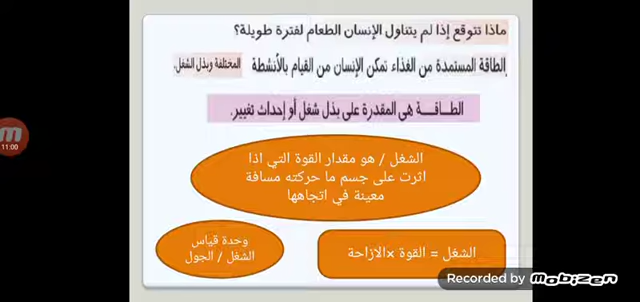 ماذا تتوقع إذا لم يتناول الإنسان الطعام لفترة طويلة؟
الطاقة المستمدة من الغذاء تمكن الإنسان من القيام بالأنشطة المختلفة وبذل الشغل.
الطاقة هى المقدرة على بذل شغل أو إحداث تغيير.
الشغل / هو مقدار القوة التي اذا
اثرت على جسم ما حركته مسافة
معينة في اتجاهها
الشغل = القوة ×الازاحة
وحدة قياس
الشغل / الجول
11:00
Recorded by Mobizen